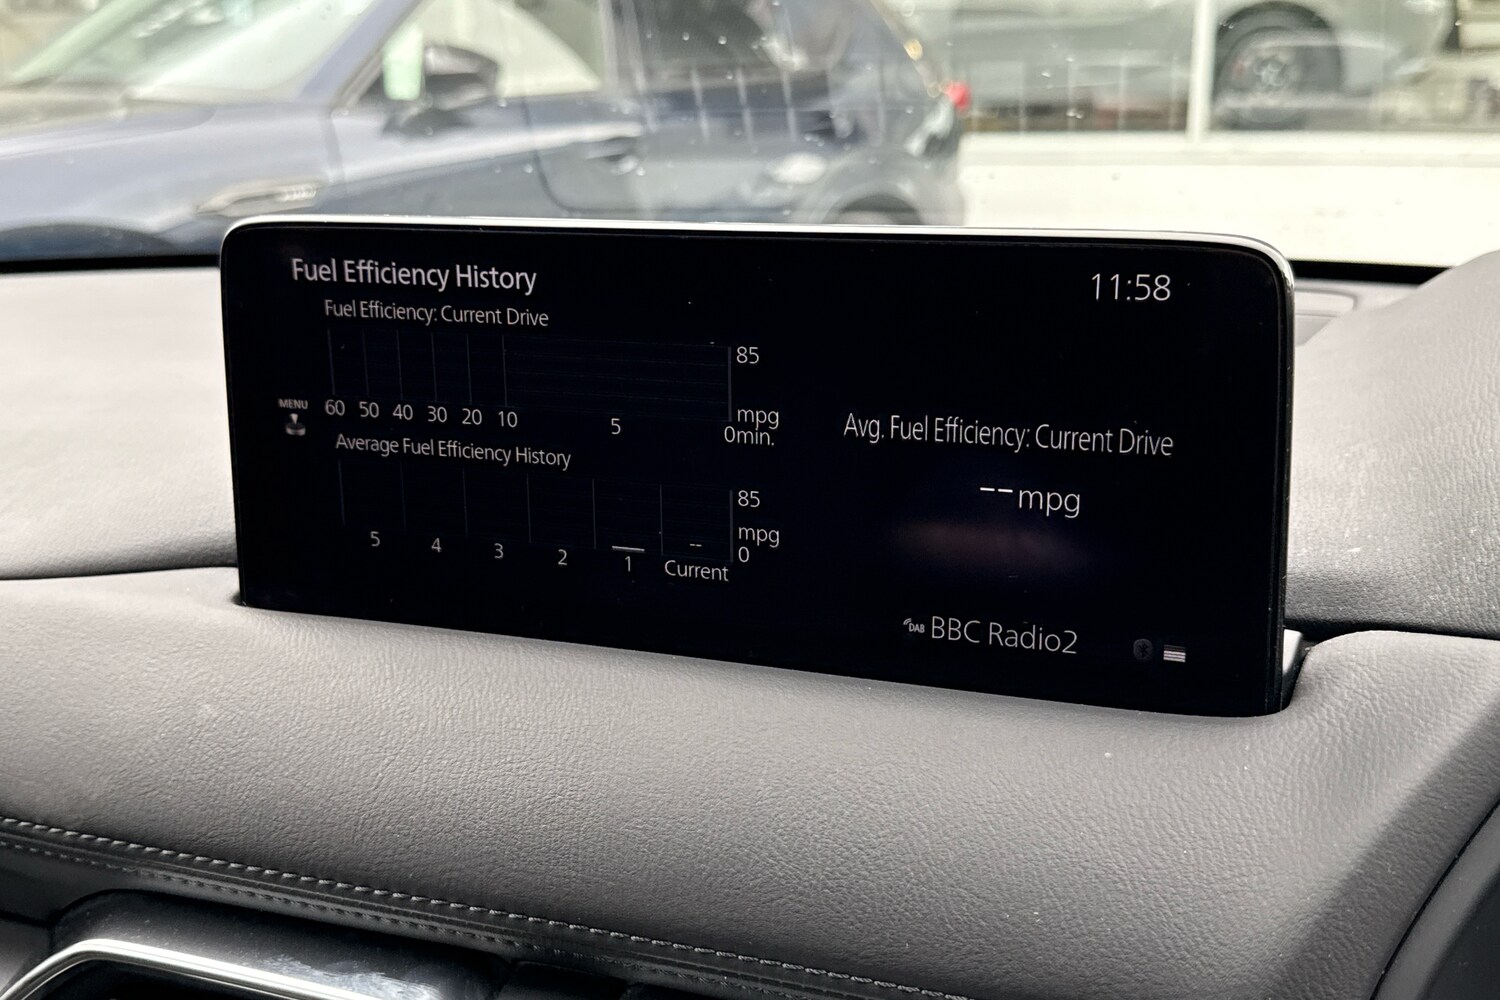 Fuel Efficiency History
11:58
Fuel Efficiency: Current Drive
85
mpg
60 50 40 30 20 10 5 0min.
MENU
Average Fuel Efficiency History
85
mpg
0
--
5 4 3 2 1 Current
Avg. Fuel Efficiency: Current Drive
--mpg
DAB BBC Radio2